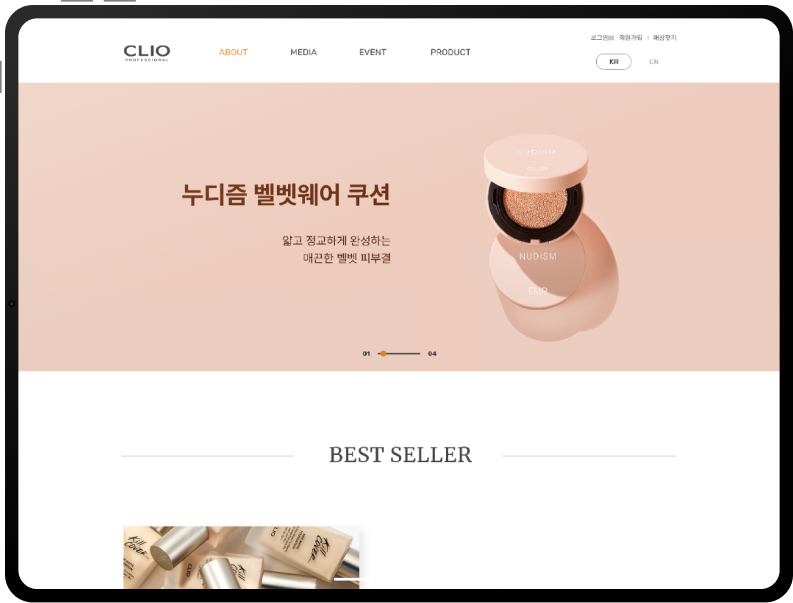 CLIO
PROFESSIONAL
ABOUT
MEDIA
EVENT
PRODUCT
로그인
회원가입
매장찾기
KR
EN
누디즘 벨벳웨어 쿠션
얇고 정교하게 완성하는
매끈한 벨벳 피부결
NUDISM
CLIO
01
04
BEST SELLER
Kill
COVER
Kill
COVER